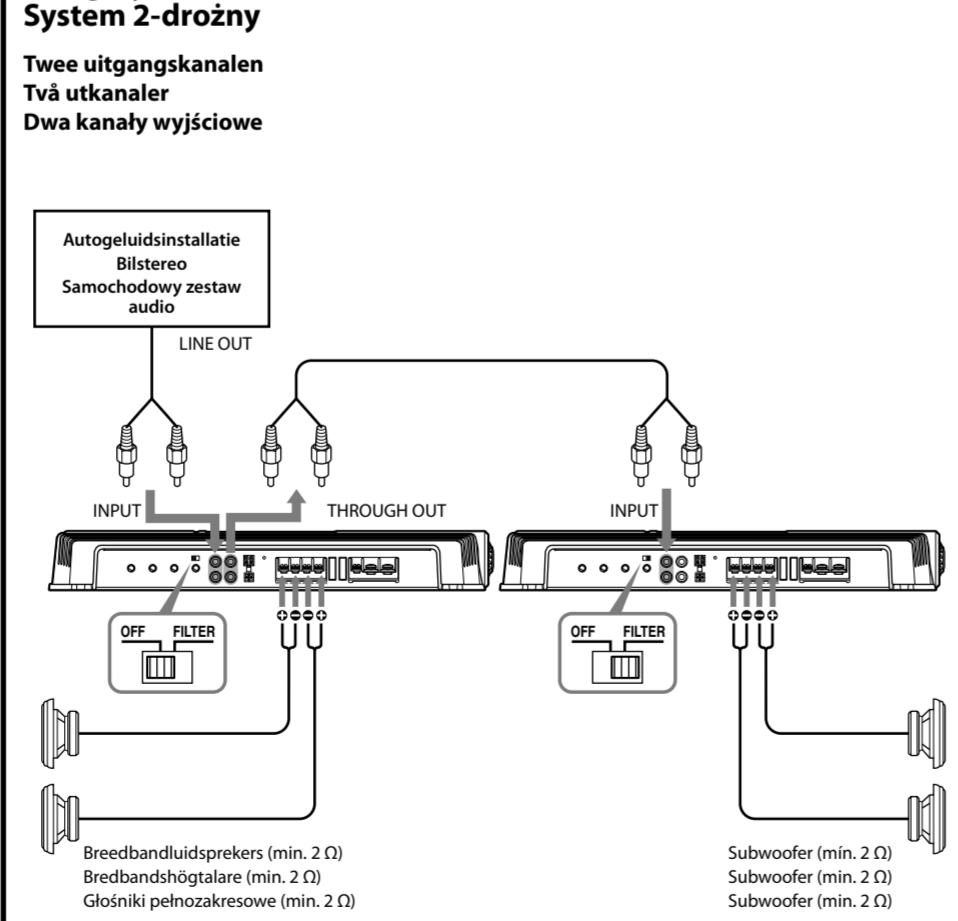 System 2-drożny
Twee uitgangskanalen
Två utkanaler
Dwa kanały wyjściowe
Autogeluidsinstallatie
Bilstereo
Samochodowy zestaw
audio
LINE OUT
INPUT
THROUGH OUT
INPUT
OFF FILTER
OFF FILTER
Breedbandluidsprekers (min. 2 Ω)
Bredbandshögtalare (min. 2 Ω)
Głośniki pełnozakresowe (min. 2 Ω)
Subwoofer (mín. 2 Ω)
Subwoofer (min. 2 Ω)
Subwoofer (min. 2 Ω)